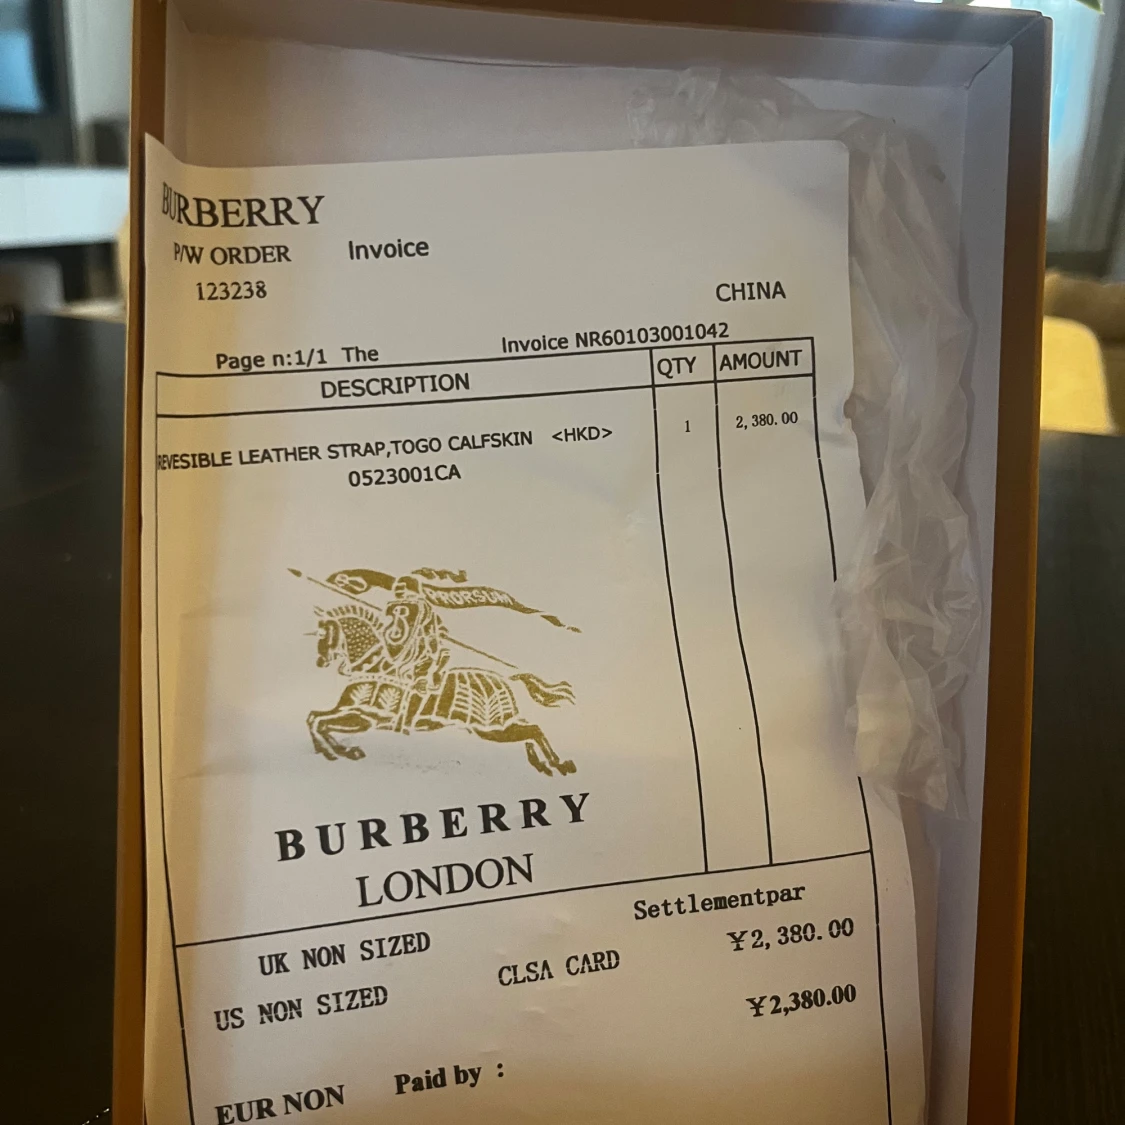 BURBERRY
P/W ORDER Invoice
123238
CHINA
Page n:1/1 The Invoice NR60103001042
DESCRIPTION QTY AMOUNT
REVESIBLE LEATHER STRAP,TOGO CALFSKIN <HKD> 1 2,380.00
0523001CA
PRORSUM
B
BURBERRY
LONDON
Settlementpar
UK NON SIZED ¥2,380.00
US NON SIZED CLSA CARD
¥2,380.00
EUR NON Paid by :